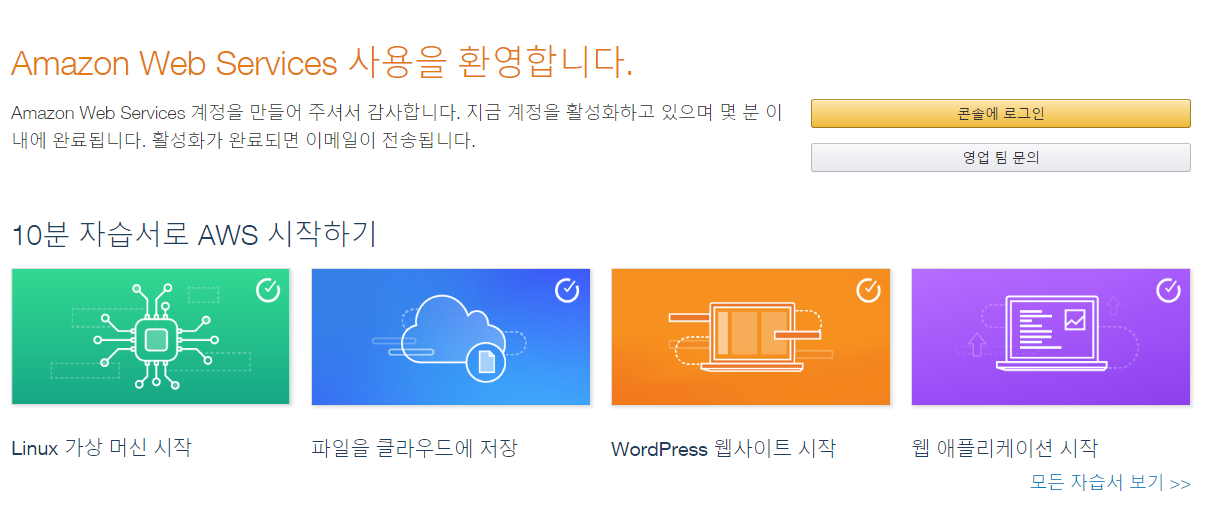 Amazon Web Services 사용을 환영합니다.
Amazon Web Services 계정을 만들어 주셔서 감사합니다. 지금 계정을 활성화하고 있으며 몇 분 이
내에 완료됩니다. 활성화가 완료되면 이메일이 전송됩니다.
콘솔에 로그인
영업 팀 문의
10분 자습서로 AWS 시작하기
Linux 가상 머신 시작
파일을 클라우드에 저장
WordPress 웹사이트 시작
웹 애플리케이션 시작
모든 자습서 보기 >>